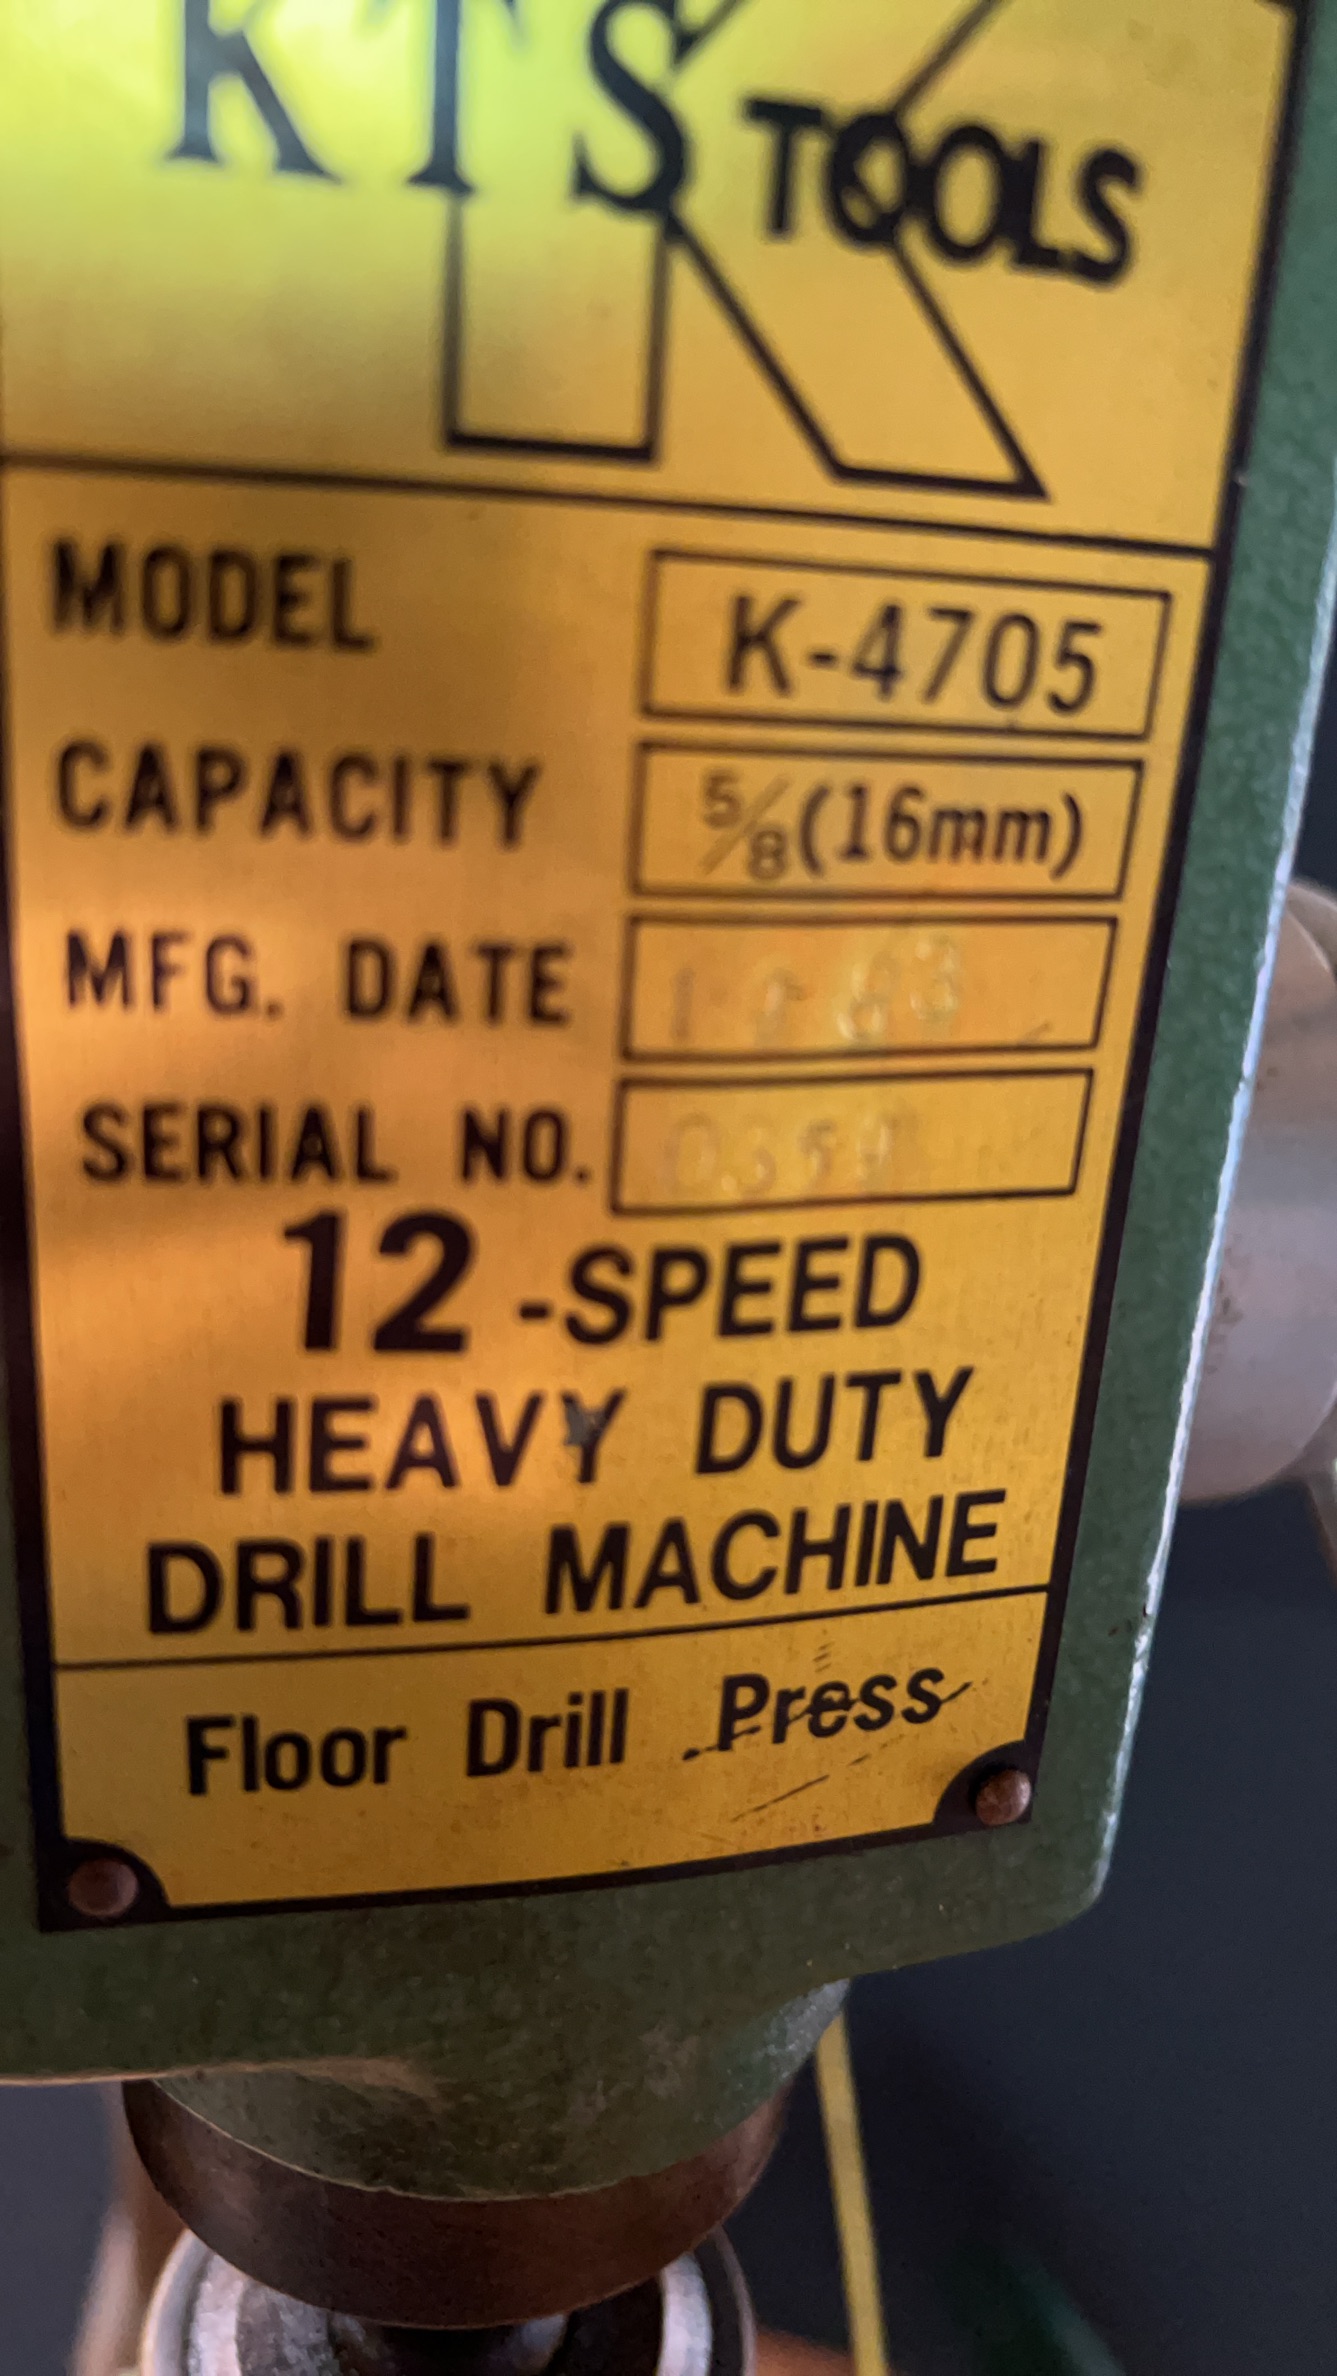 KTS TOOLS
MODEL K-4705
CAPACITY 5/8(16mm)
MFG. DATE
SERIAL NO.
12-SPEED
HEAVY DUTY
DRILL MACHINE
Floor Drill Press